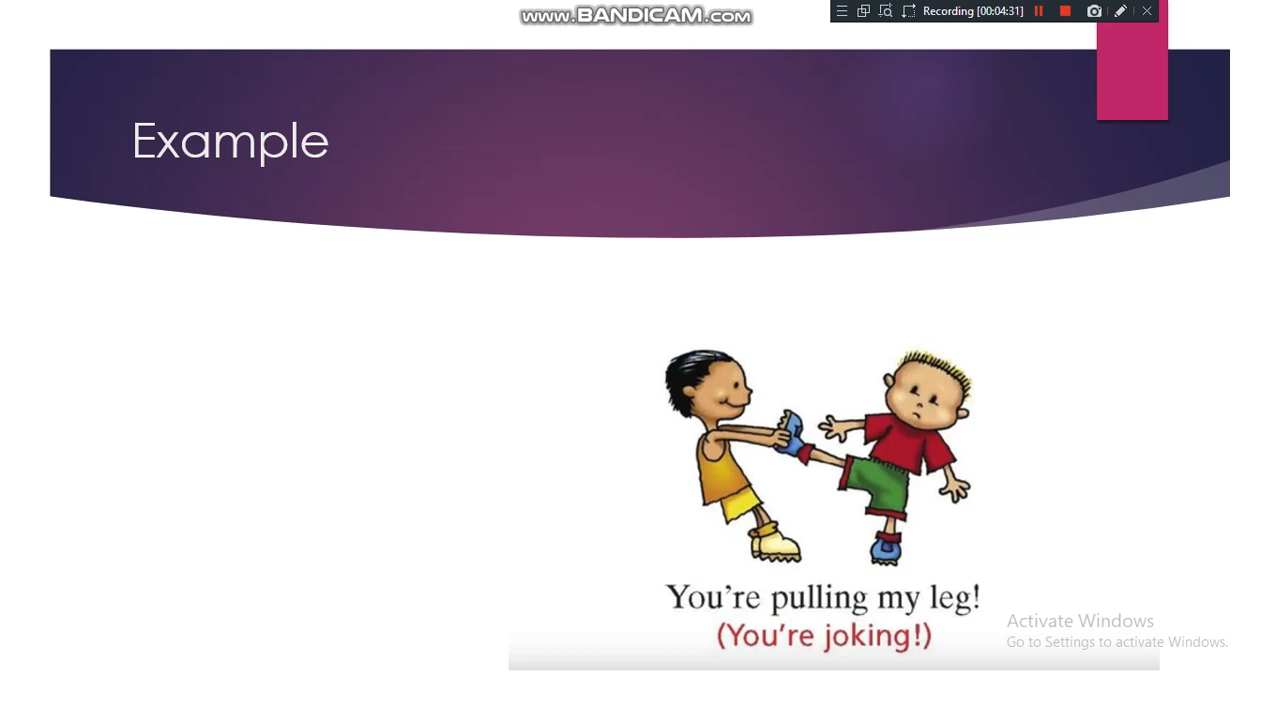 www.BANDICAM.com
Recording [00:04:31]
Example
You're pulling my leg!
(You're joking!)
Activate Windows
Go to Settings to activate Windows.